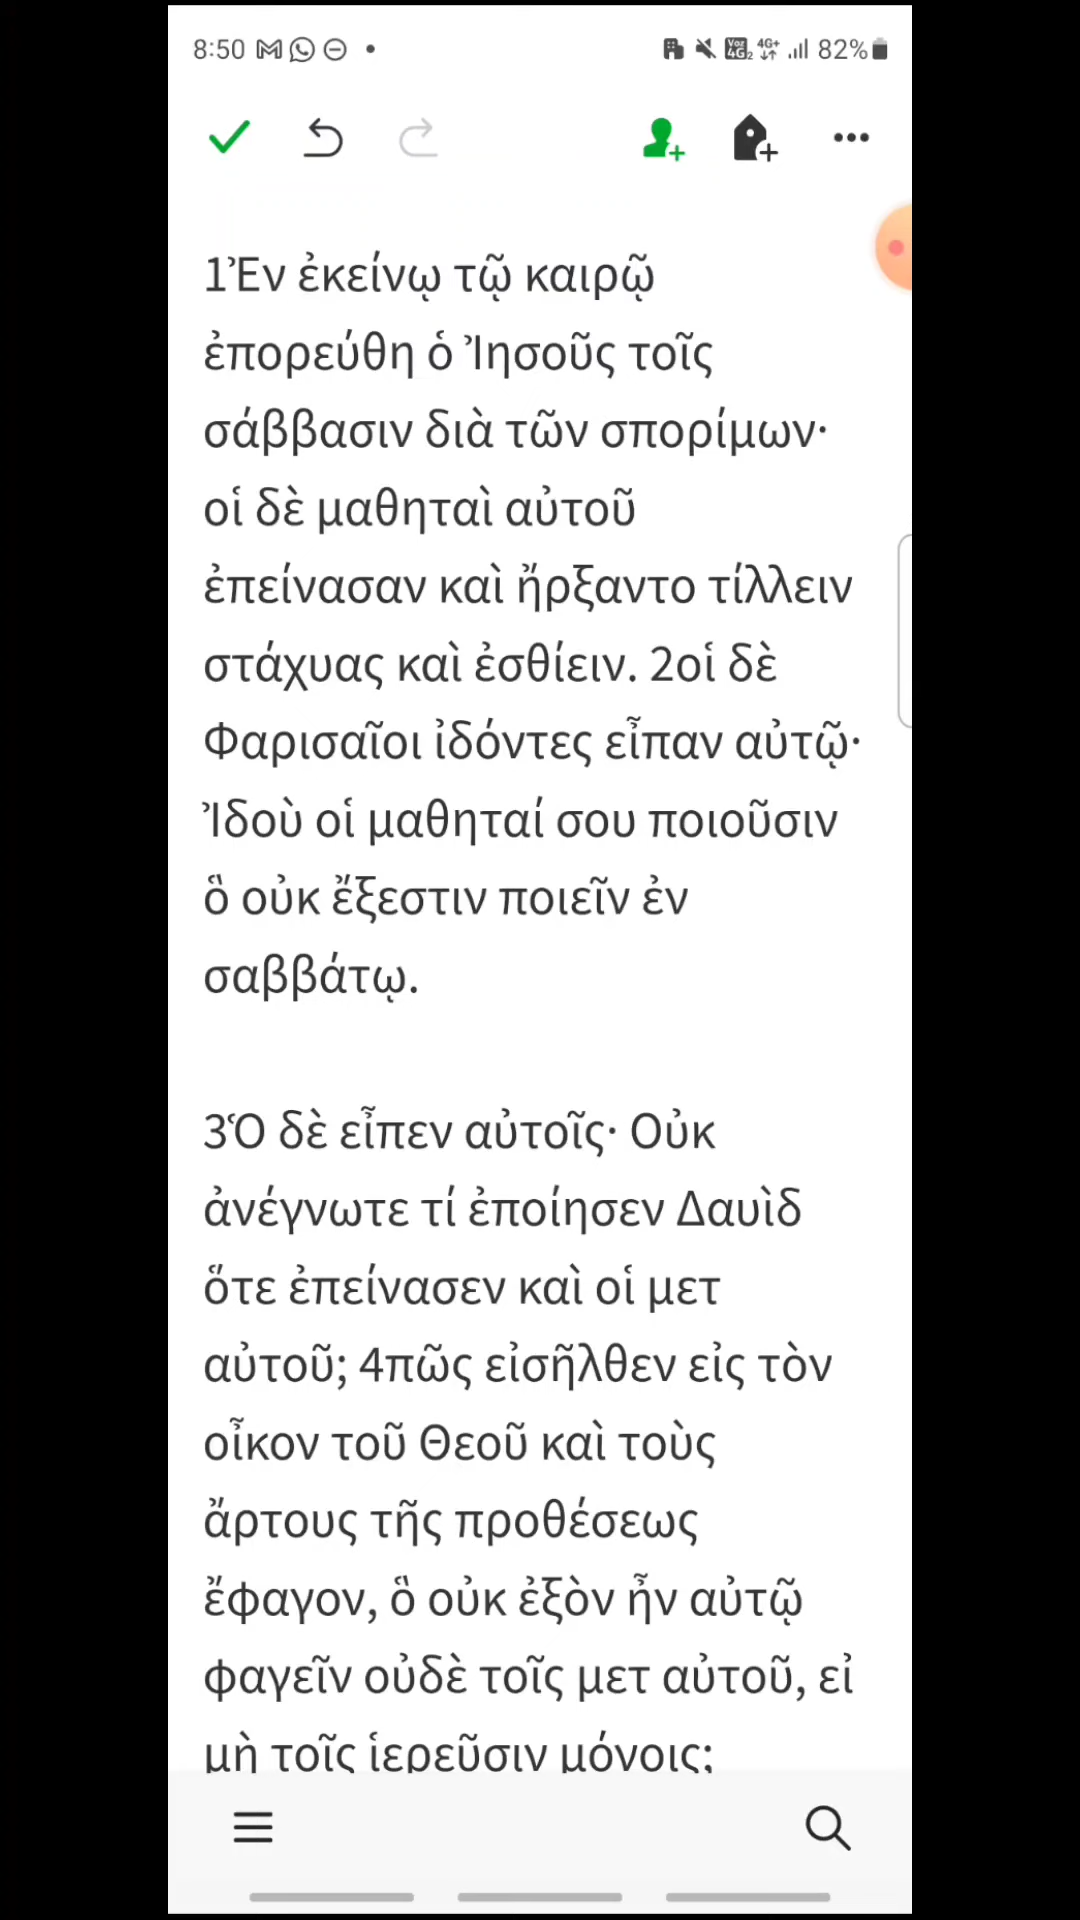 8:50
Voz 4G 2 4G+ 82%
1Ἐν ἐκείνῳ τῷ καιρῷ
ἐπορεύθη ὁ Ἰησοῦς τοῖς
σάββασιν διὰ τῶν σπορίμων·
οἱ δὲ μαθηταὶ αὐτοῦ
ἐπείνασαν καὶ ἤρξαντο τίλλειν
στάχυας καὶ ἐσθίειν. 2οἱ δὲ
Φαρισαῖοι ἰδόντες εἶπαν αὐτῷ·
Ἰδοὺ οἱ μαθηταί σου ποιοῦσιν
ὃ οὐκ ἔξεστιν ποιεῖν ἐν
σαββάτῳ.
3Ὁ δὲ εἶπεν αὐτοῖς· Οὐκ
ἀνέγνωτε τί ἐποίησεν Δαυὶδ
ὅτε ἐπείνασεν καὶ οἱ μετ
αὐτοῦ; 4πῶς εἰσῆλθεν εἰς τὸν
οἶκον τοῦ Θεοῦ καὶ τοὺς
ἄρτους τῆς προθέσεως
ἔφαγον, ὃ οὐκ ἐξὸν ἦν αὐτῷ
φαγεῖν οὐδὲ τοῖς μετ αὐτοῦ, εἰ
μὴ τοῖς ἱερεῦσιν μόνοις;